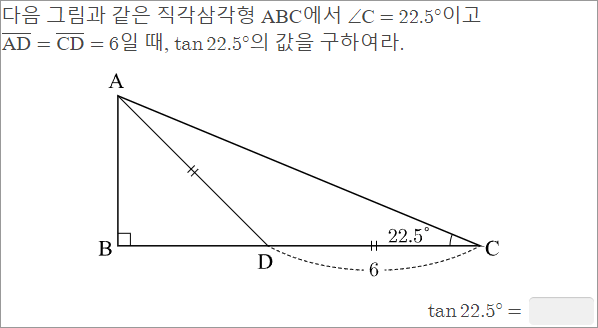 다음 그림과 같은 직각삼각형 ABC에서 ∠C = 22.5°이고
A̅D̅ = C̅D̅ = 6일 때, tan 22.5°의 값을 구하여라.
A
22.5°
B
C
D
6
tan 22.5° =